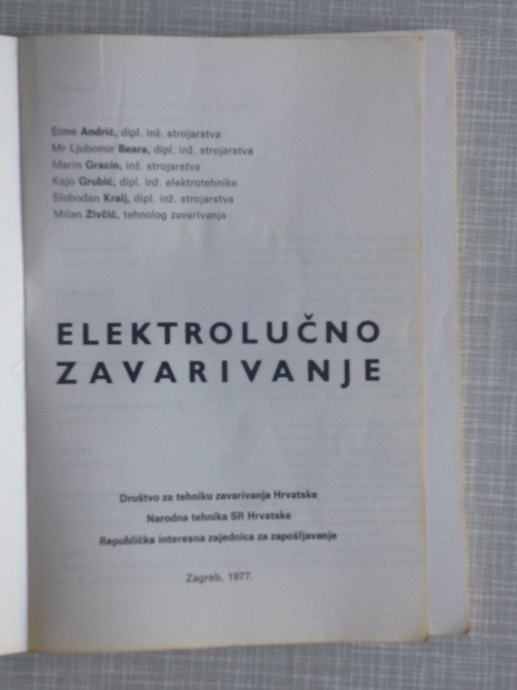 Šime Andrić, dipl. inž. strojarstva
Mr Ljubomir Beara, dipl. inž. strojarstva
Marin Gracin, inž. strojarstva
Kajo Grubić, dipl. inž. elektrotehnike
Slobodan Kralj, dipl. inž. strojarstva
Milan Živčić, tehnolog zavarivanja
ELEKTROLUČNO
ZAVARIVANJE
Društvo za tehniku zavarivanja Hrvatske
Narodna tehnika SR Hrvatske
Republička interesna zajednica za zapošljavanje
Zagreb, 1977.